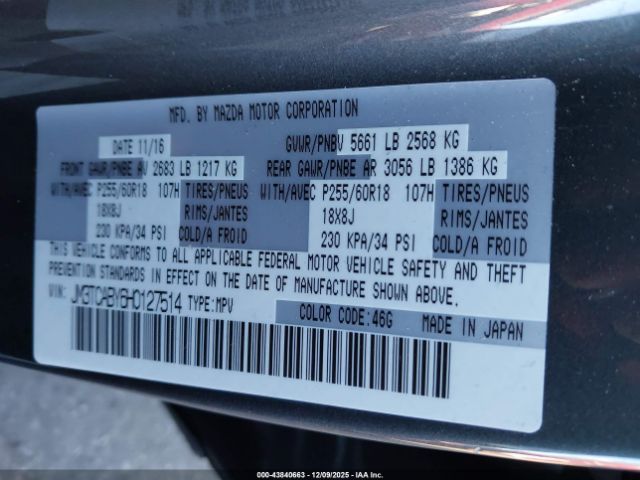 MFD. BY MAZDA MOTOR CORPORATION
DATE 11/16 GVWR/PNBV 5661 LB 2568 KG
FRONT GAWR/PNBE AV 2683 LB 1217 KG REAR GAWR/PNBE AR 3056 LB 1386 KG
WITH/AVEC P255/60R18 107H TIRES/PNEUS WITH/AVEC P255/60R18 107H TIRES/PNEUS
18X8J RIMS/JANTES 18X8J RIMS/JANTES
230 KPA/34 PSI COLD/A FROID 230 KPA/34 PSI COLD/A FROID
THIS VEHICLE CONFORMS TO ALL APPLICABLE FEDERAL MOTOR VEHICLE SAFETY AND THEFT
PREVENTION STANDARDS IN EFFECT ON THE DATE OF MANUFACTURE SHOWN ABOVE.
VIN: JM3TCABY6H0127514 TYPE:MPV
COLOR CODE:46G MADE IN JAPAN
00-43840663 - 12/09/2025 - IAA Inc.